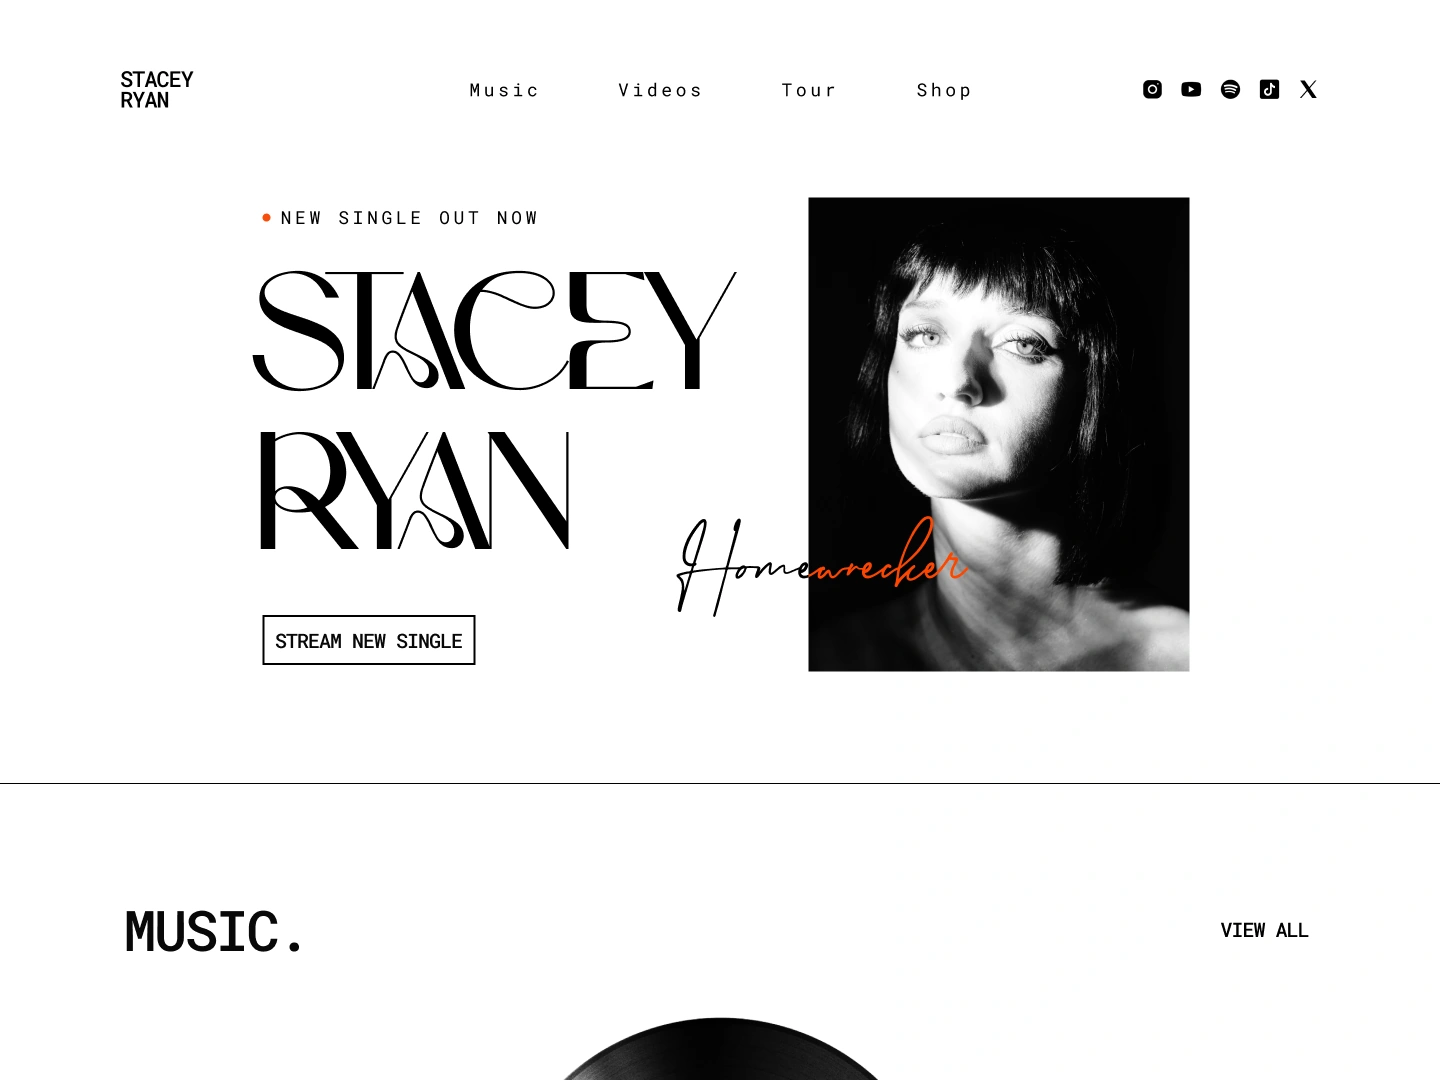 STACEY
RYAN
Music Videos Tour Shop
NEW SINGLE OUT NOW
STACEY
RYAN
Homewrecker
STREAM NEW SINGLE
MUSIC.
VIEW ALL